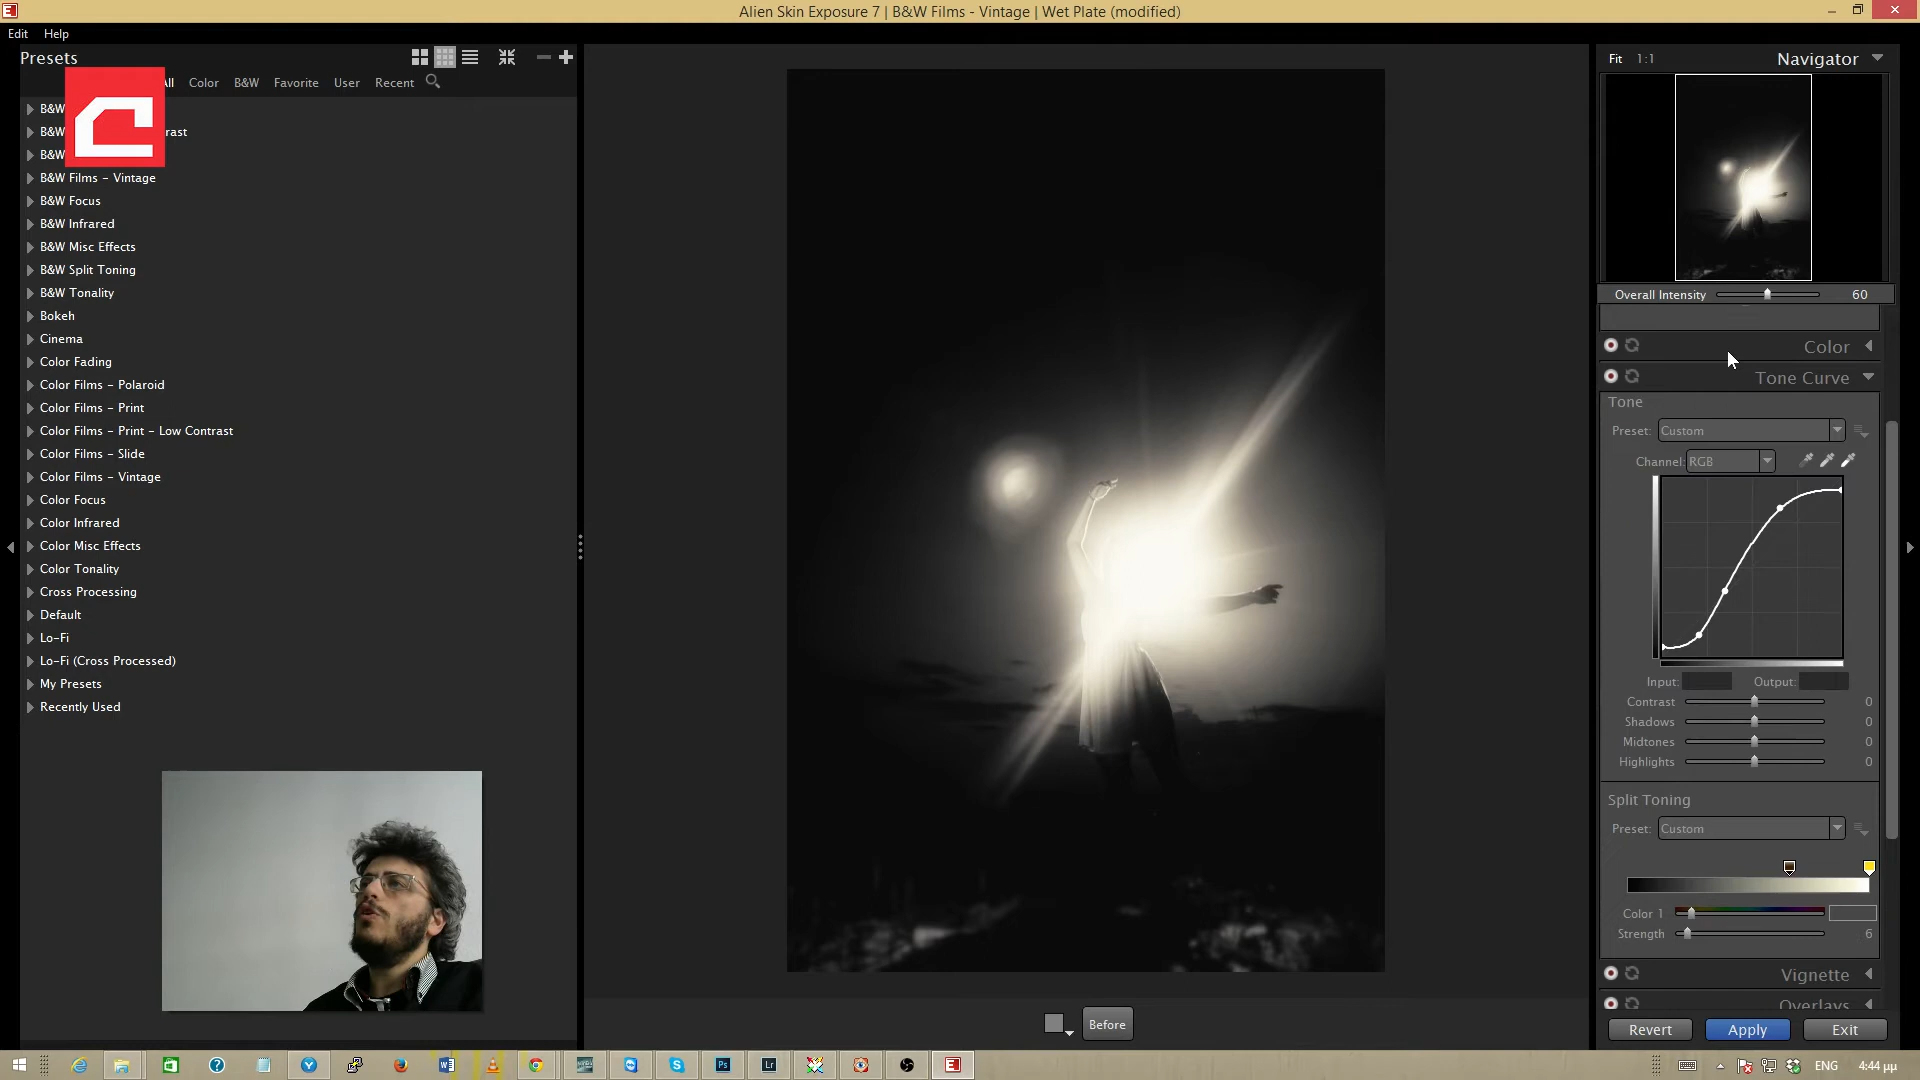 Alien Skin Exposure 7 | B&W Films - Vintage | Wet Plate (modified)
Edit Help
Presets
All Color B&W Favorite User Recent
B&W
B&W rast
B&W
B&W Films - Vintage
B&W Focus
B&W Infrared
B&W Misc Effects
B&W Split Toning
B&W Tonality
Bokeh
Cinema
Color Fading
Color Films - Polaroid
Color Films - Print
Color Films - Print - Low Contrast
Color Films - Slide
Color Films - Vintage
Color Focus
Color Infrared
Color Misc Effects
Color Tonality
Cross Processing
Default
Lo-Fi
Lo-Fi (Cross Processed)
My Presets
Recently Used
Before
Fit 1:1 Navigator
Overall Intensity 60
Color
Tone Curve
Tone
Preset: Custom
Channel: RGB
Input: Output:
Contrast 0
Shadows 0
Midtones 0
Highlights 0
Split Toning
Preset: Custom
Color 1
Strength 6
Vignette
Overlays
Revert Apply Exit
Ps Lr
ENG 4:44 μμ